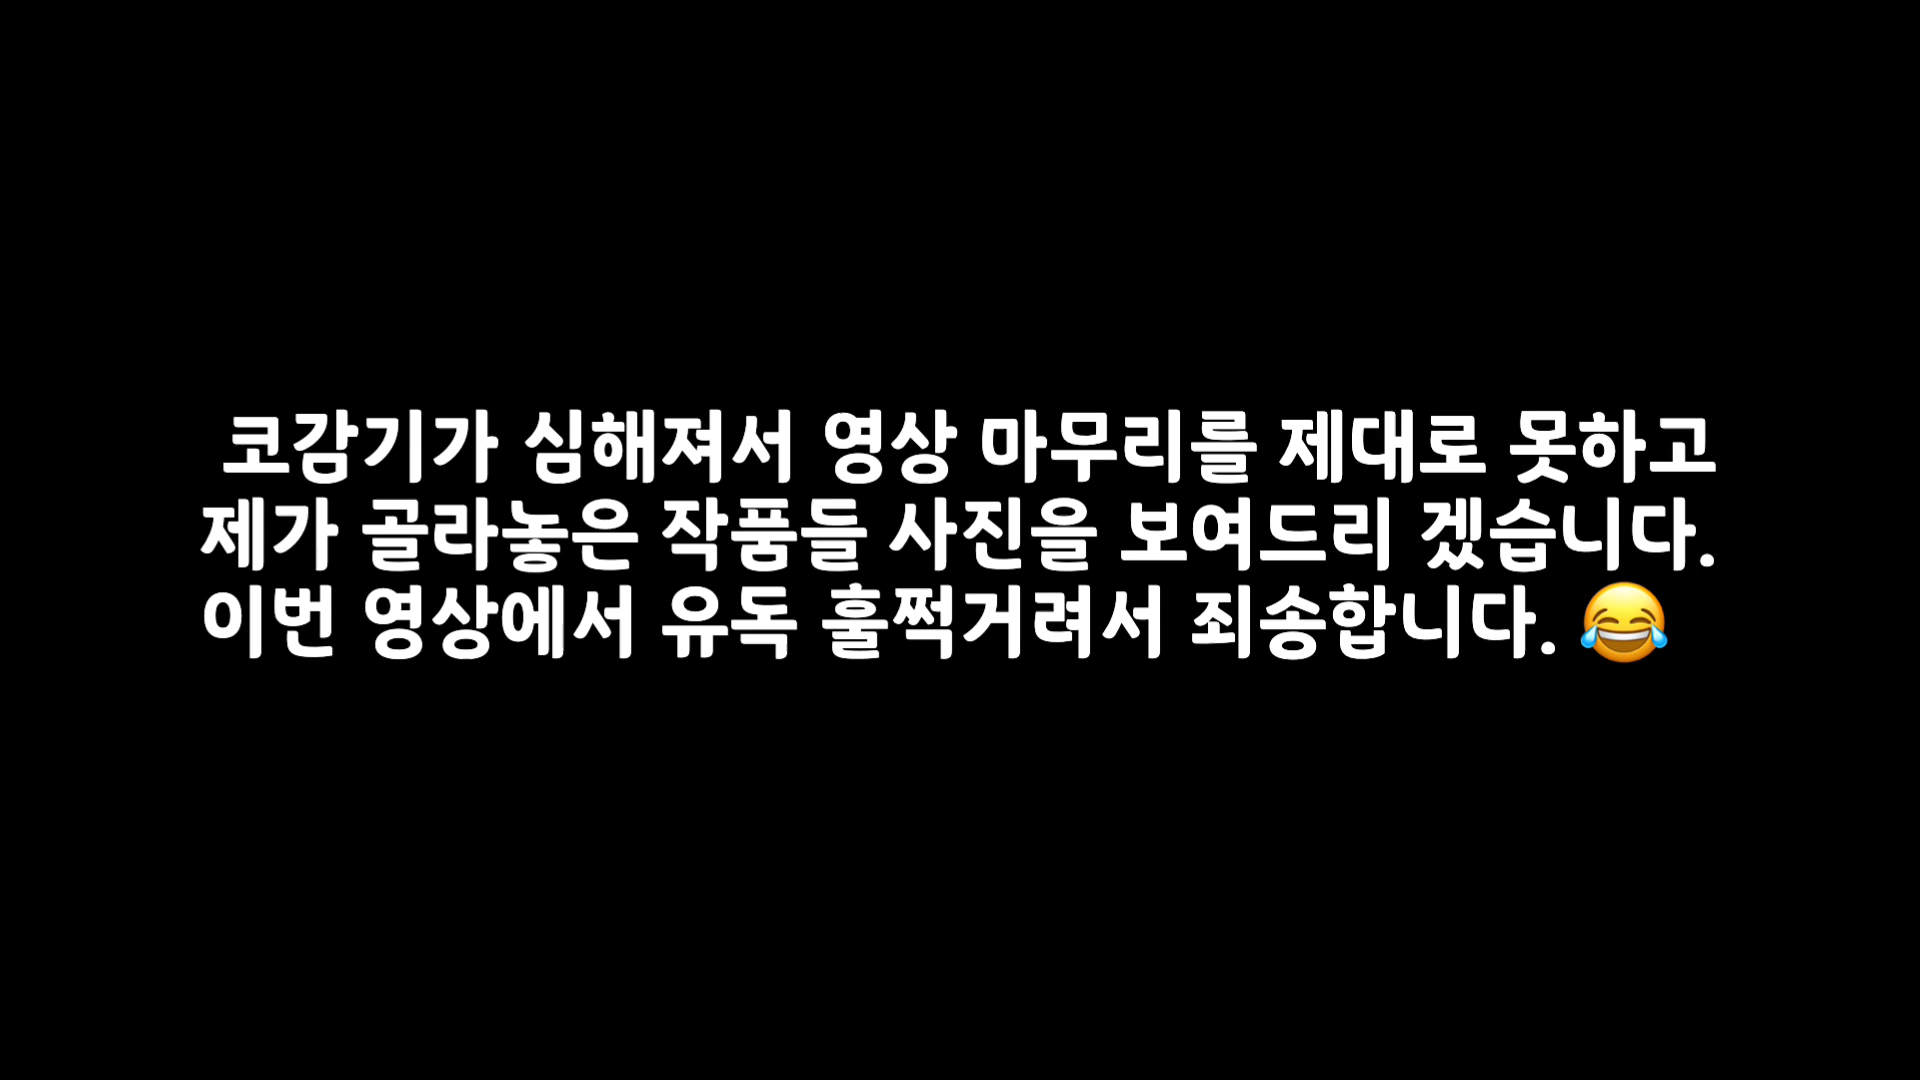 코감기가 심해져서 영상 마무리를 제대로 못하고
제가 골라놓은 작품들 사진을 보여드리 겠습니다.
이번 영상에서 유독 훌쩍거려서 죄송합니다. 😂